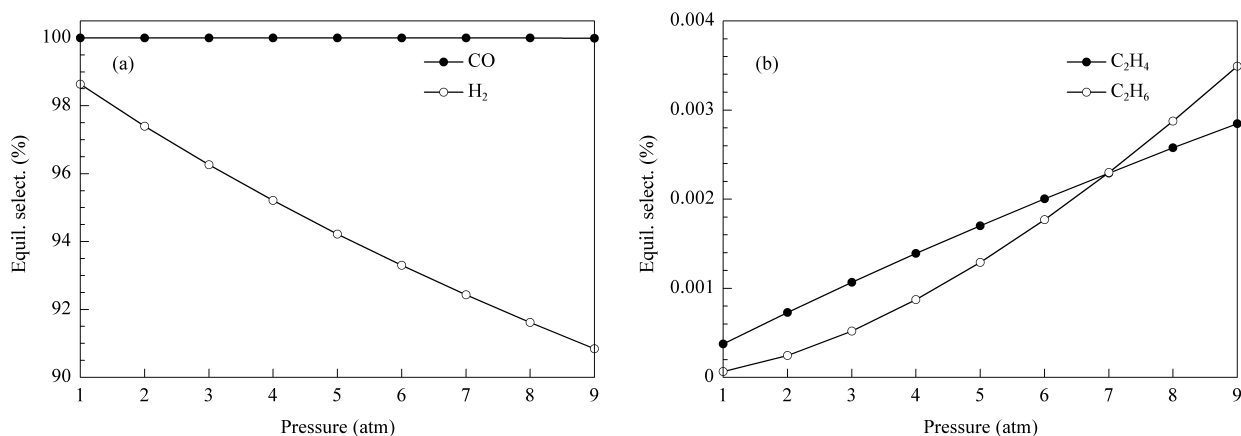 (a)
CO
H₂
100
98
96
94
92
90
Equil. select. (%)
1 2 3 4 5 6 7 8 9
Pressure (atm)
(b)
C₂H₄
C₂H₆
0.004
0.003
0.002
0.001
0
Equil. select. (%)
1 2 3 4 5 6 7 8 9
Pressure (atm)